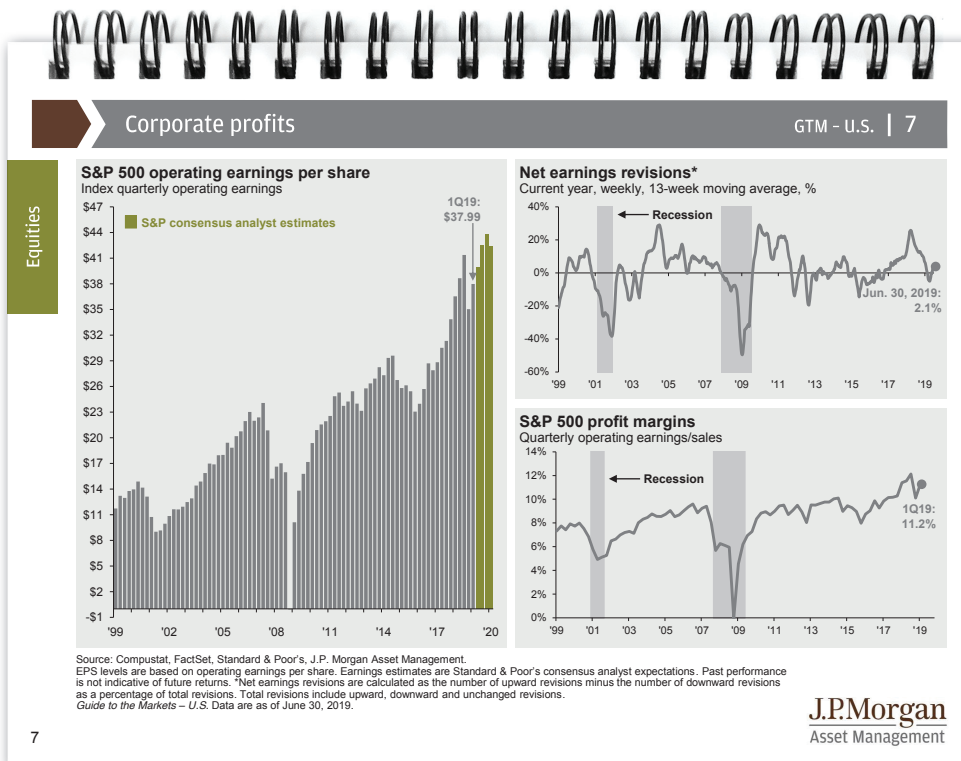 Corporate profits
GTM – U.S. | 7
Equities
S&P 500 operating earnings per share
Index quarterly operating earnings
$47
$44
$41
$38
$35
$32
$29
$26
$23
$20
$17
$14
$11
$8
$5
$2
-$1
S&P consensus analyst estimates
1Q19:
$37.99
'99 '02 '05 '08 '11 '14 '17 '20
Net earnings revisions*
Current year, weekly, 13-week moving average, %
40%
20%
0%
-20%
-40%
-60%
Recession
Jun. 30, 2019:
2.1%
'99 '01 '03 '05 '07 '09 '11 '13 '15 '17 '19
S&P 500 profit margins
Quarterly operating earnings/sales
14%
12%
10%
8%
6%
4%
2%
0%
Recession
1Q19:
11.2%
'99 '01 '03 '05 '07 '09 '11 '13 '15 '17 '19
Source: Compustat, FactSet, Standard & Poor's, J.P. Morgan Asset Management.
EPS levels are based on operating earnings per share. Earnings estimates are Standard & Poor's consensus analyst expectations. Past performance
is not indicative of future returns. *Net earnings revisions are calculated as the number of upward revisions minus the number of downward revisions
as a percentage of total revisions. Total revisions include upward, downward and unchanged revisions.
Guide to the Markets – U.S. Data are as of June 30, 2019.
7
J.P.Morgan
Asset Management